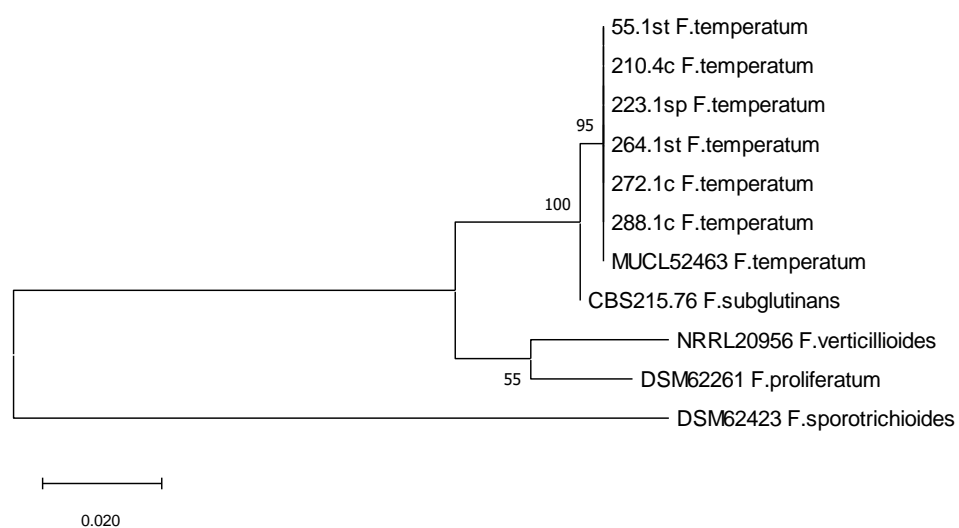 55.1st F.temperatum
210.4c F.temperatum
223.1sp F.temperatum
95
264.1st F.temperatum
272.1c F.temperatum
100
288.1c F.temperatum
MUCL52463 F.temperatum
CBS215.76 F.subglutinans
NRRL20956 F.verticillioides
55
DSM62261 F.proliferatum
DSM62423 F.sporotrichioides
0.020